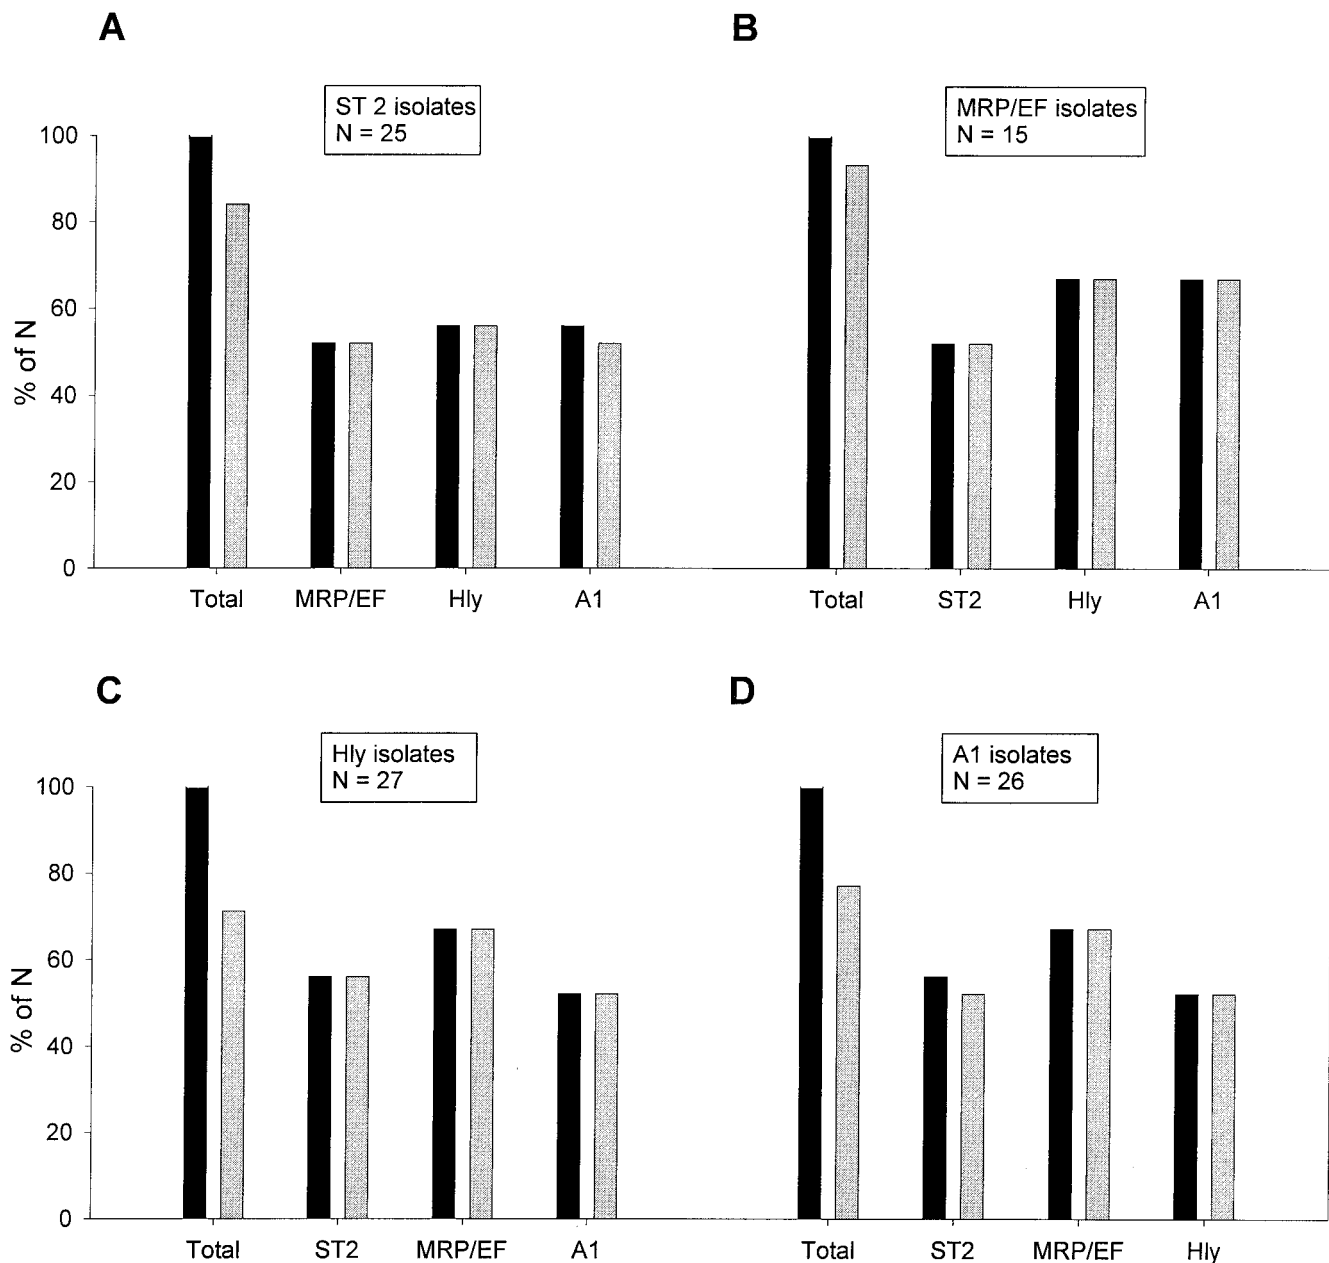 A
ST 2 isolates
N = 25
100
80
60
40
20
0
% of N
Total MRP/EF Hly A1
B
MRP/EF isolates
N = 15
Total ST2 Hly A1
C
Hly isolates
N = 27
100
80
60
40
20
0
% of N
Total ST2 MRP/EF A1
D
A1 isolates
N = 26
Total ST2 MRP/EF Hly